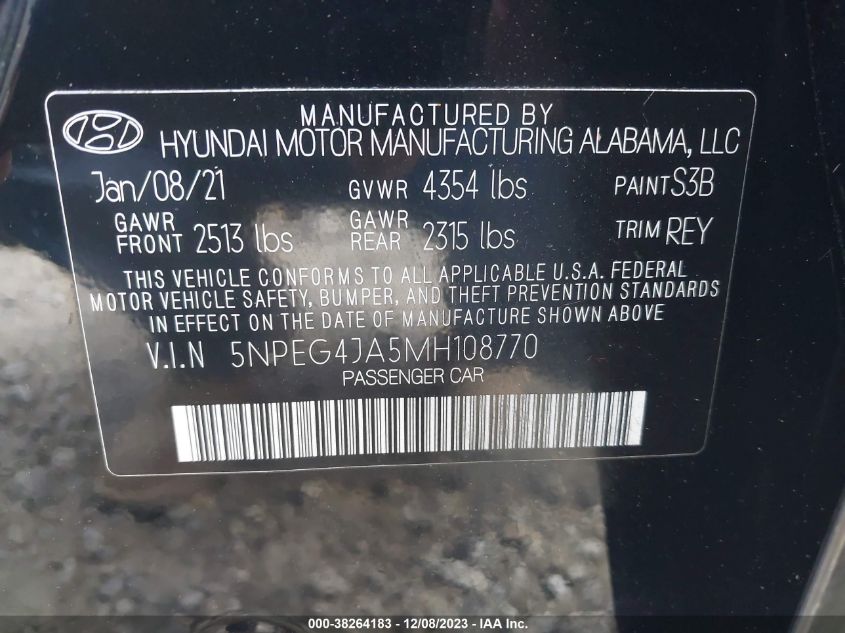 MANUFACTURED BY
HYUNDAI MOTOR MANUFACTURING ALABAMA, LLC
Jan/08/21 GVWR 4354 lbs PAINT S3B
GAWR FRONT 2513 lbs GAWR REAR 2315 lbs TRIM REY
THIS VEHICLE CONFORMS TO ALL APPLICABLE U.S.A. FEDERAL
MOTOR VEHICLE SAFETY, BUMPER, AND THEFT PREVENTION STANDARDS
IN EFFECT ON THE DATE OF MANUFACTURE SHOWN ABOVE.
V.I.N 5NPEG4JA5MH108770
PASSENGER CAR
000-38264183 - 12/08/2023 - IAA Inc.